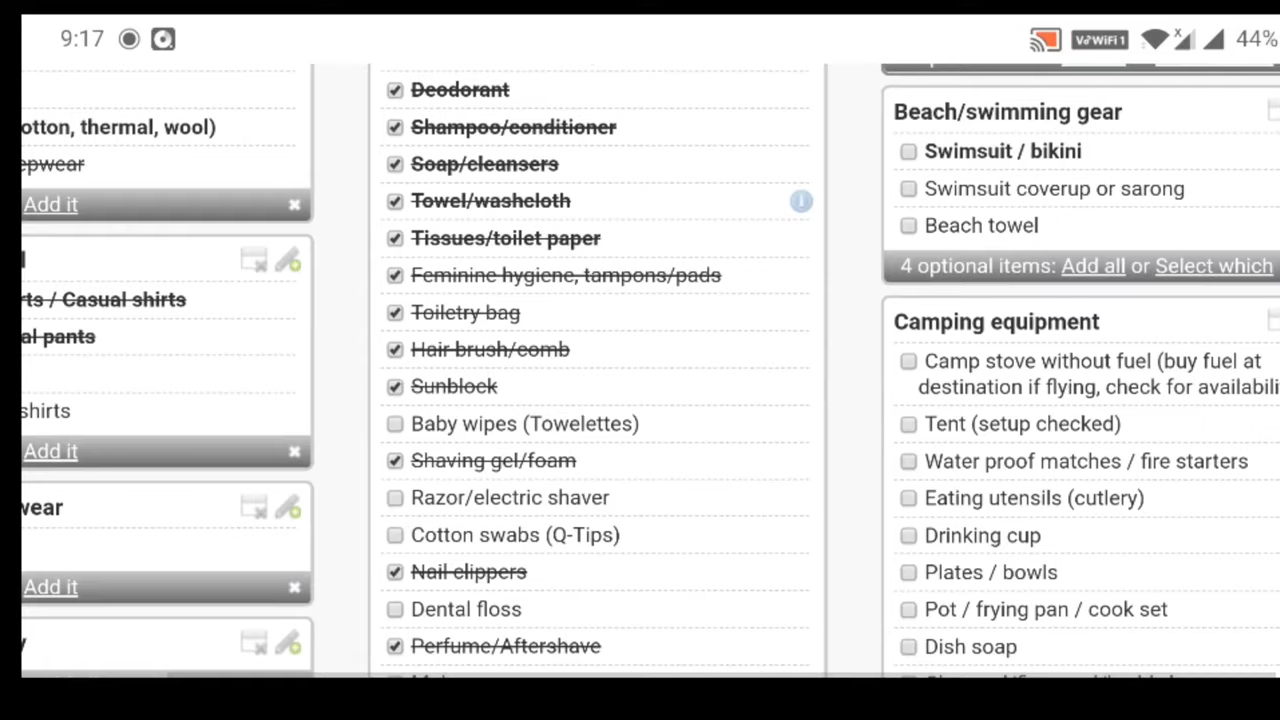 9:17
VoWiFi 1
X
44%
otton, thermal, wool)
epwear
Add it
rts / Casual shirts
al pants
shirts
Add it
wear
Add it
Deodorant
Shampoo/conditioner
Soap/cleansers
Towel/washcloth
Tissues/toilet paper
Feminine hygiene, tampons/pads
Toiletry bag
Hair brush/comb
Sunblock
Baby wipes (Towelettes)
Shaving gel/foam
Razor/electric shaver
Cotton swabs (Q-Tips)
Nail clippers
Dental floss
Perfume/Aftershave
Beach/swimming gear
Swimsuit / bikini
Swimsuit coverup or sarong
Beach towel
4 optional items: Add all or Select which
Camping equipment
Camp stove without fuel (buy fuel at
destination if flying, check for availabili
Tent (setup checked)
Water proof matches / fire starters
Eating utensils (cutlery)
Drinking cup
Plates / bowls
Pot / frying pan / cook set
Dish soap